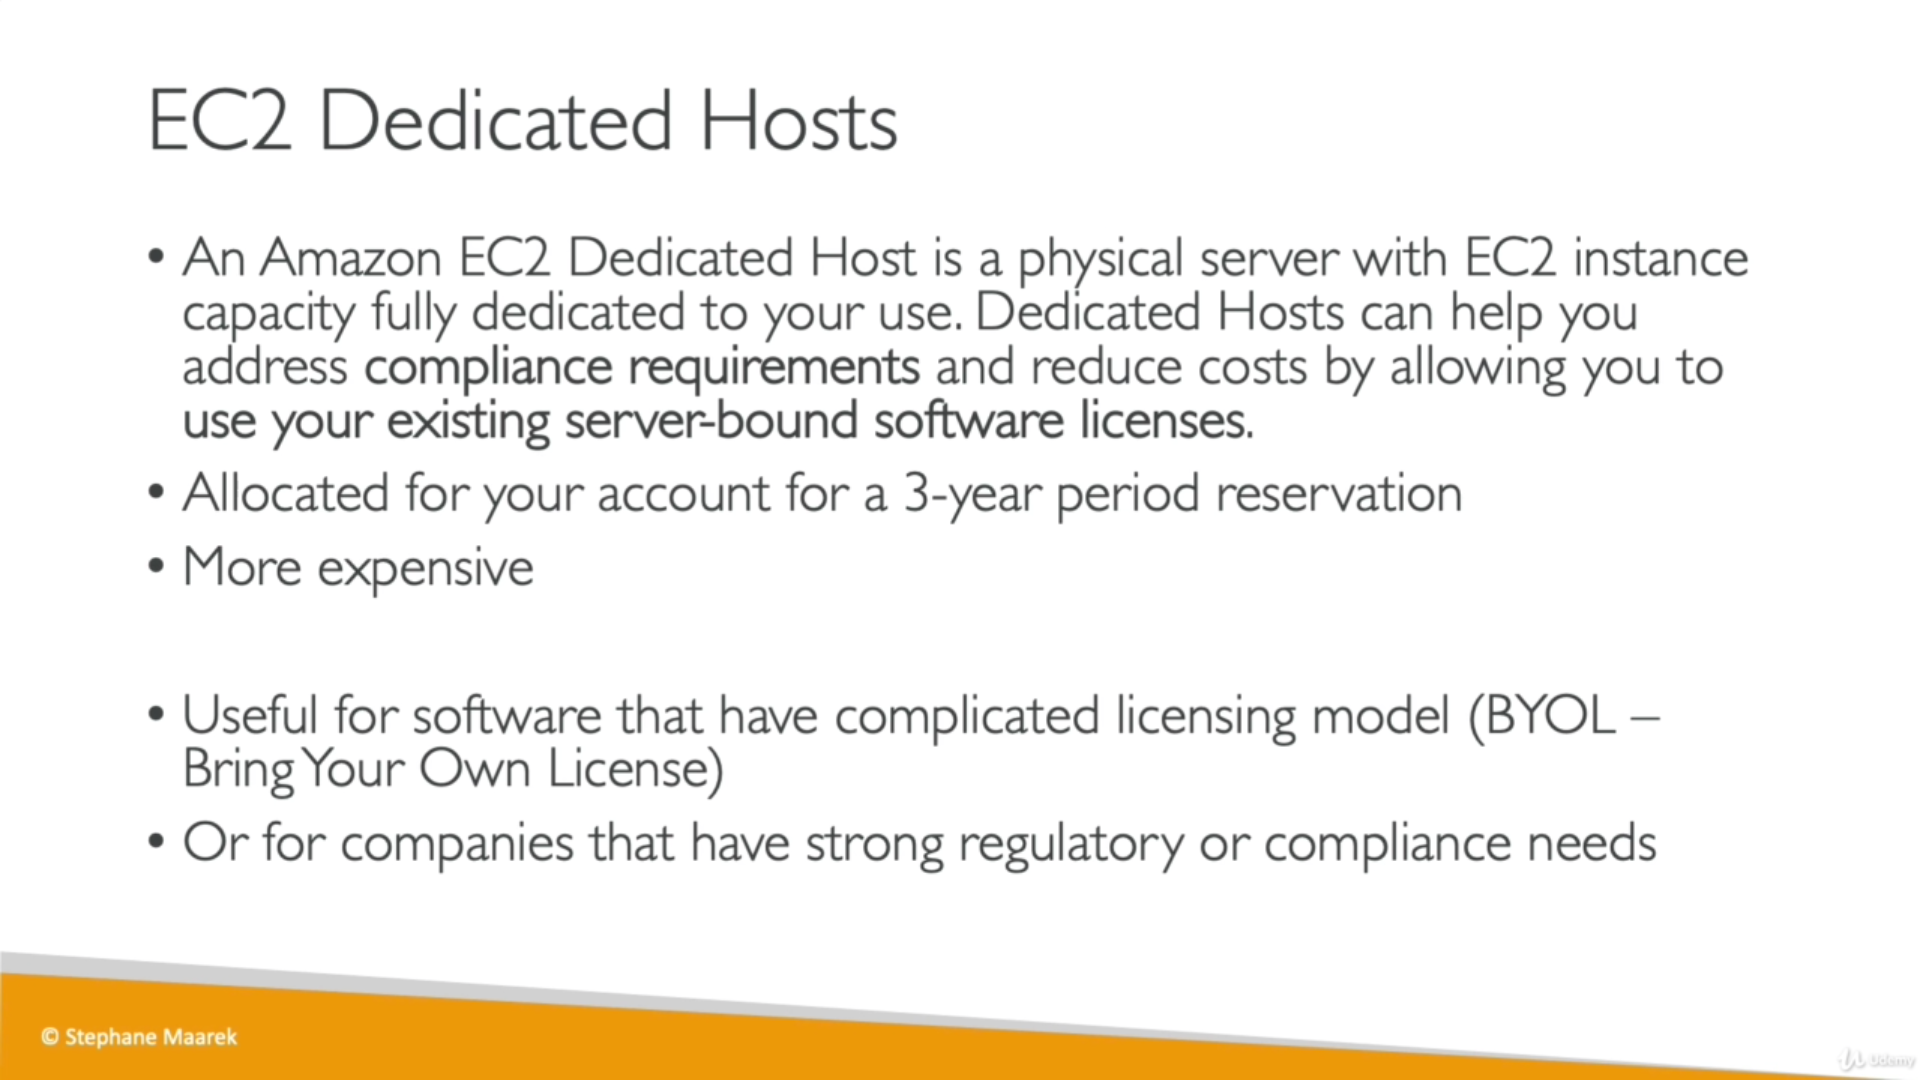 EC2 Dedicated Hosts
• An Amazon EC2 Dedicated Host is a physical server with EC2 instance
capacity fully dedicated to your use. Dedicated Hosts can help you
address compliance requirements and reduce costs by allowing you to
use your existing server-bound software licenses.
• Allocated for your account for a 3-year period reservation
• More expensive
• Useful for software that have complicated licensing model (BYOL –
Bring Your Own License)
• Or for companies that have strong regulatory or compliance needs
© Stephane Maarek
Udemy